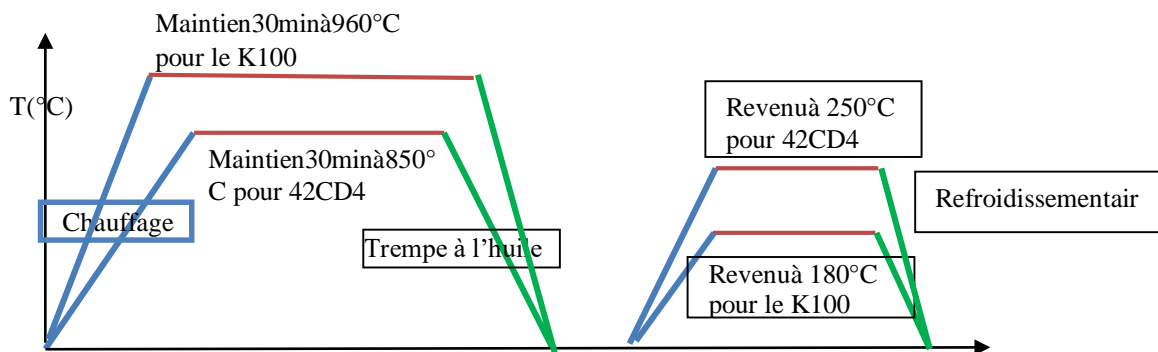 Maintien30minà960°C
pour le K100
T(°C)
Maintien30minà850°
C pour 42CD4
Chauffage
Trempe à l'huile
Revenuà 250°C
pour 42CD4
Refroidissementair
Revenuà 180°C
pour le K100